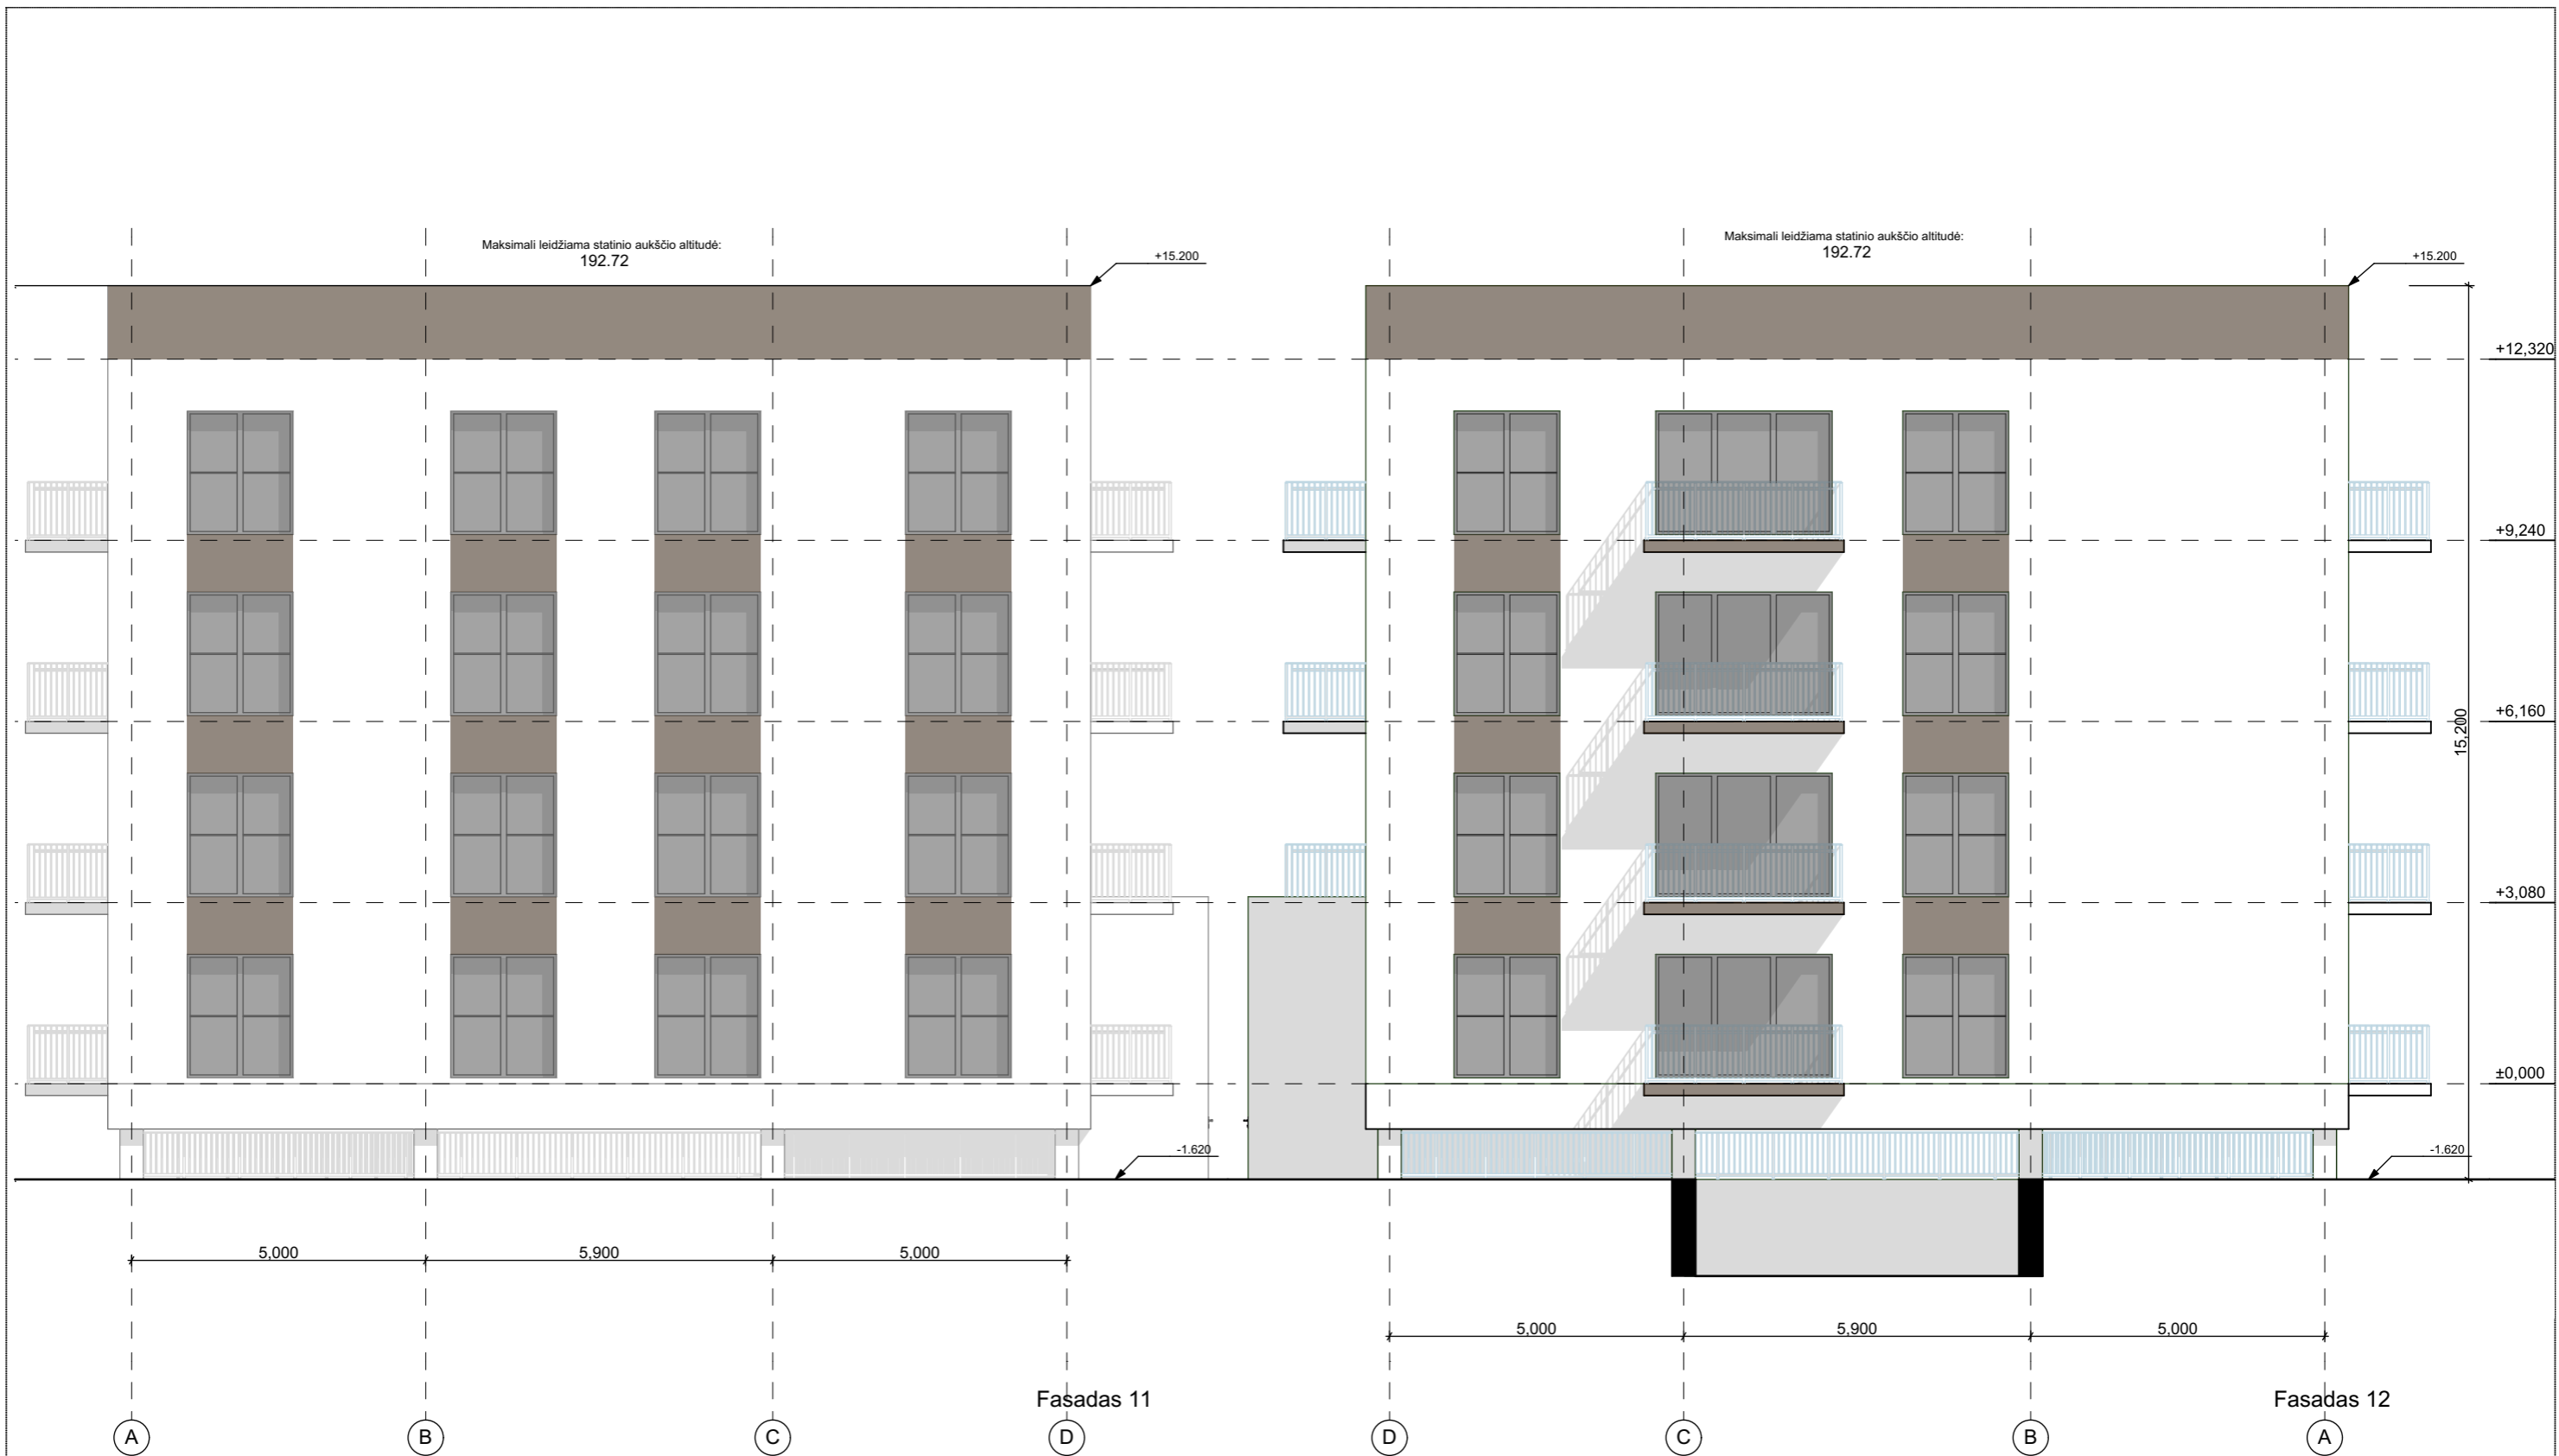 Maksimali leidžiama statinio aukščio altitudė:
192.72
+15.200
Maksimali leidžiama statinio aukščio altitudė:
192.72
+15.200
+12,320
+9,240
+6,160
15,200
+3,080
±0,000
-1.620
-1.620
5,000
5,900
5,000
5,000
5,900
5,000
Fasadas 11
Fasadas 12
A
B
C
D
D
C
B
A